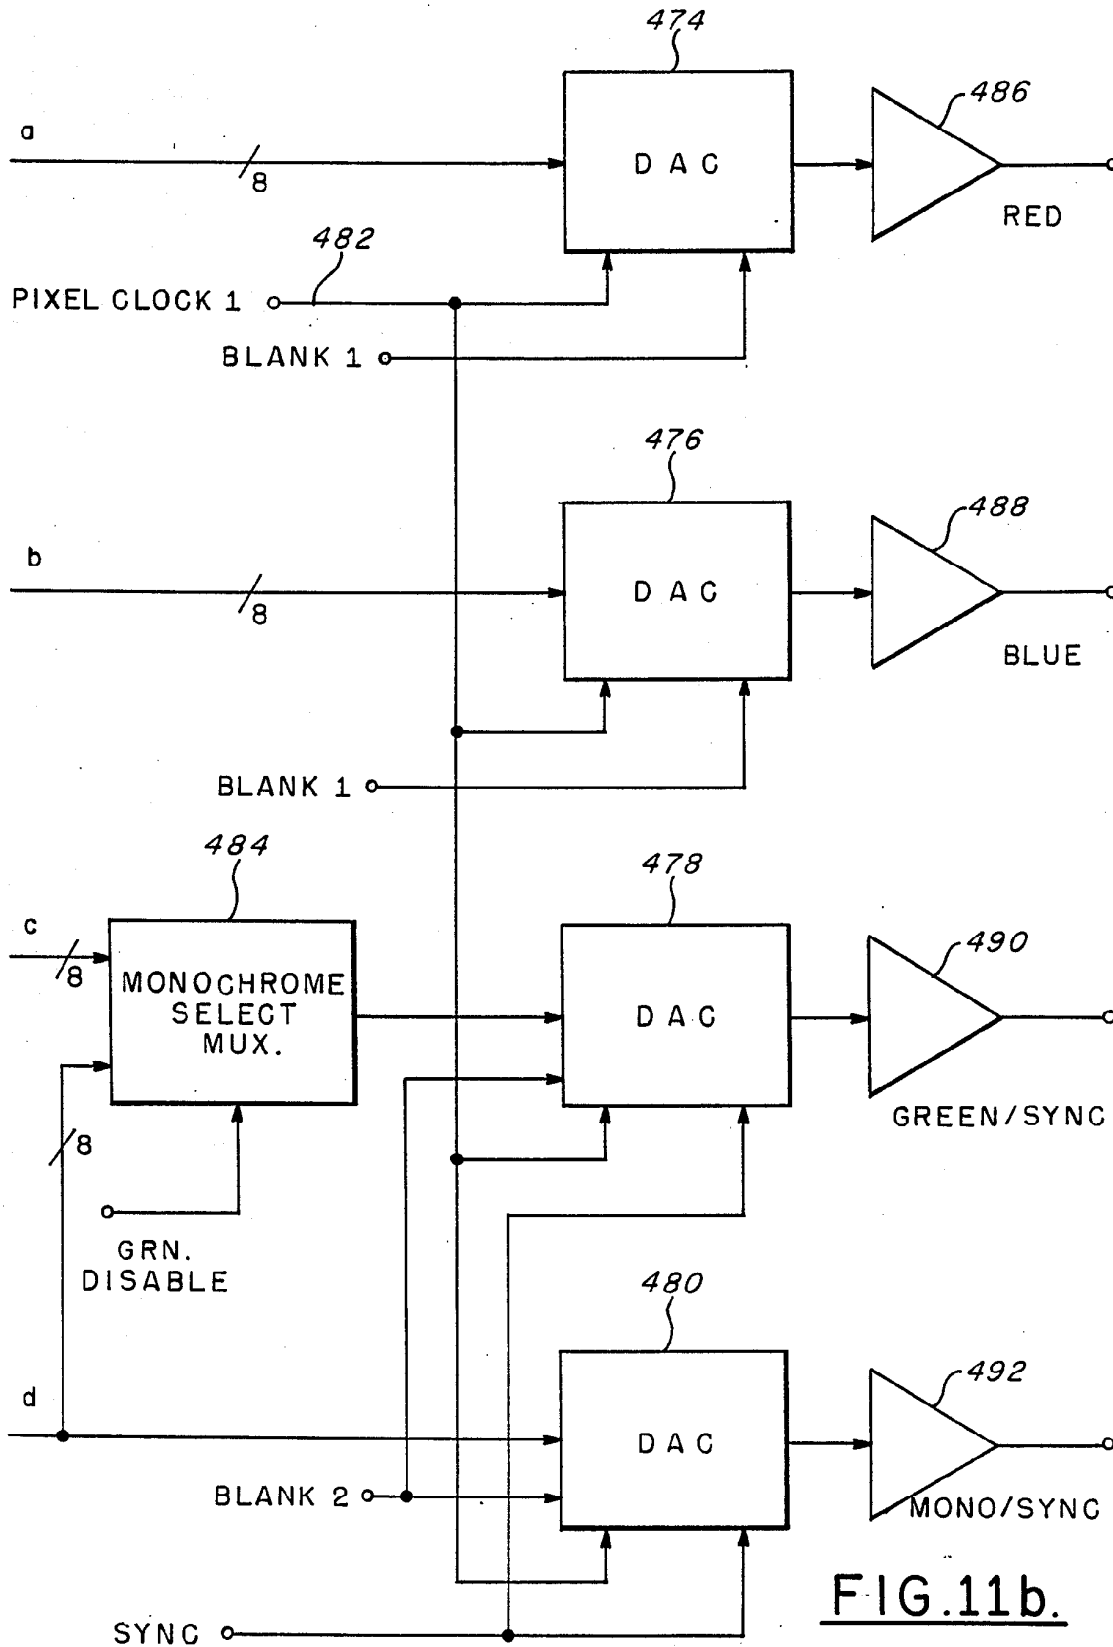 474
486
a
DAC
8
RED
482
PIXEL CLOCK 1
BLANK 1
476
488
b
DAC
8
BLUE
BLANK 1
484
478
490
c
8
MONOCHROME
SELECT
MUX.
DAC
GREEN/SYNC
8
GRN.
DISABLE
480
492
d
DAC
BLANK 2
MONO/SYNC
FIG.11b.
SYNC